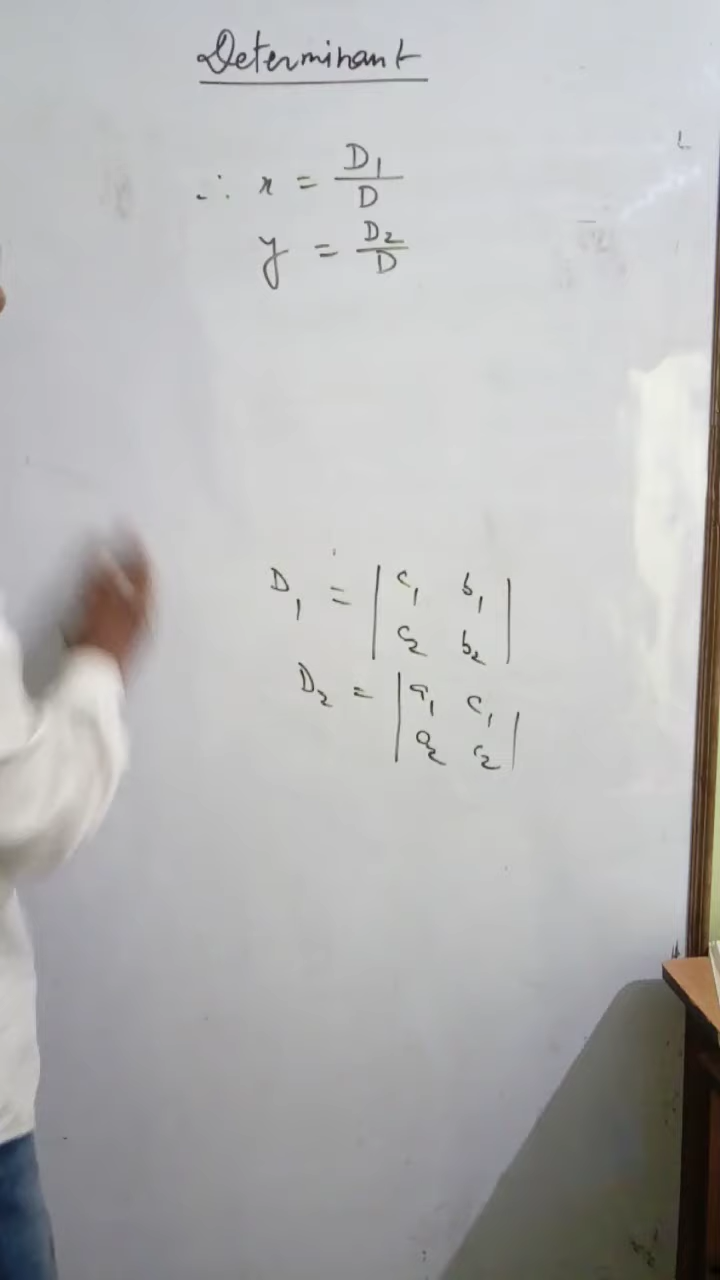 Determinant
∴ x = D₁/D
y = D₂/D
D₁ = | c₁ b₁ |
| c₂ b₂ |
D₂ = | a₁ c₁ |
| a₂ c₂ |